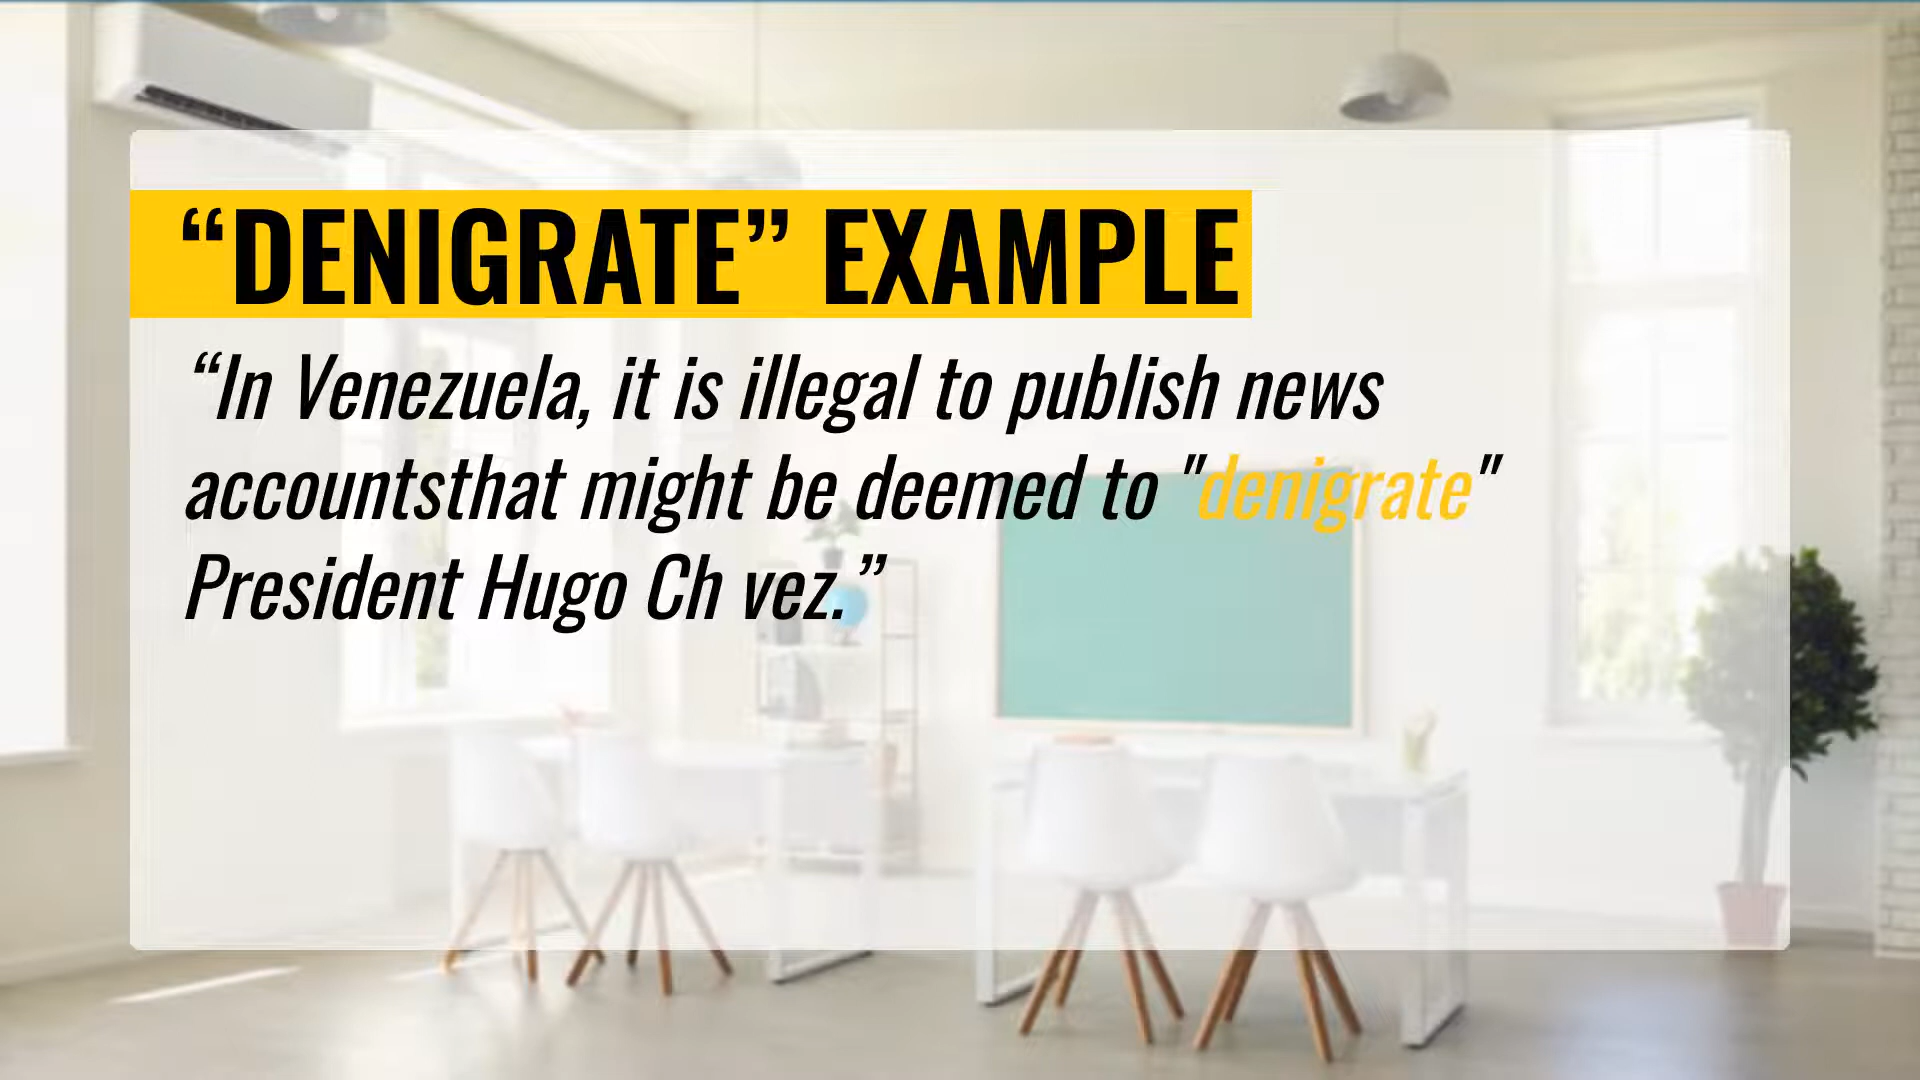 “DENIGRATE” EXAMPLE
“In Venezuela, it is illegal to publish news
accountsthat might be deemed to "denigrate"
President Hugo Ch vez.”